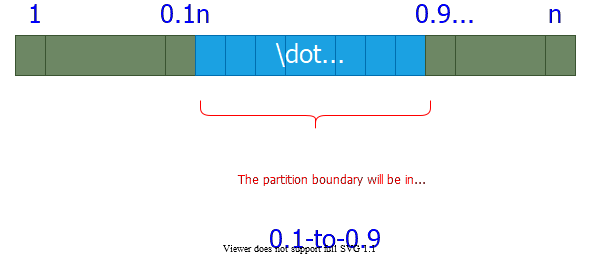 1 0.1n 0.9... n
\dot...
The partition boundary will be in...
0.1-to-0.9
Viewer does not support full SVG 1.1